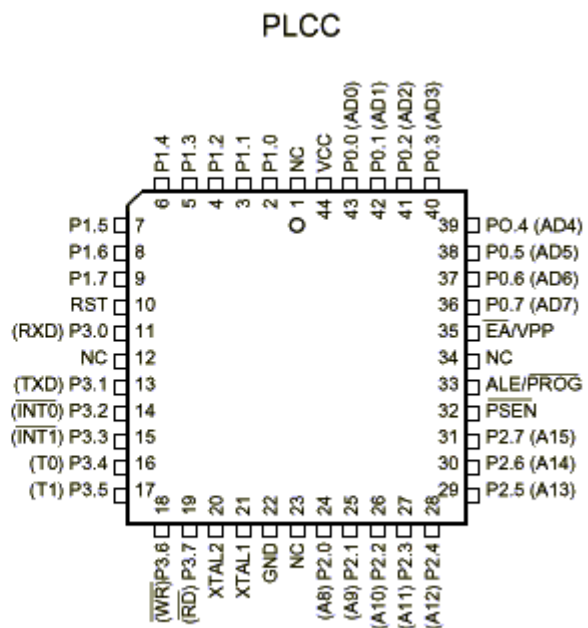 PLCC
P1.4
P1.3
P1.2
P1.1
P1.0
NC
VCC
P0.0 (AD0)
P0.1 (AD1)
P0.2 (AD2)
P0.3 (AD3)
6
5
4
3
2
1
44
43
42
41
40
P1.5 7
P1.6 8
P1.7 9
RST 10
(RXD) P3.0 11
NC 12
(TXD) P3.1 13
(INT0) P3.2 14
(INT1) P3.3 15
(T0) P3.4 16
(T1) P3.5 17
39 PO.4 (AD4)
38 P0.5 (AD5)
37 P0.6 (AD6)
36 P0.7 (AD7)
35 EA/VPP
34 NC
33 ALE/PROG
32 PSEN
31 P2.7 (A15)
30 P2.6 (A14)
29 P2.5 (A13)
18
19
20
21
22
23
24
25
26
27
28
(WR)P3.6
(RD) P3.7
XTAL2
XTAL1
GND
NC
(A8) P2.0
(A9) P2.1
(A10) P2.2
(A11) P2.3
(A12) P2.4